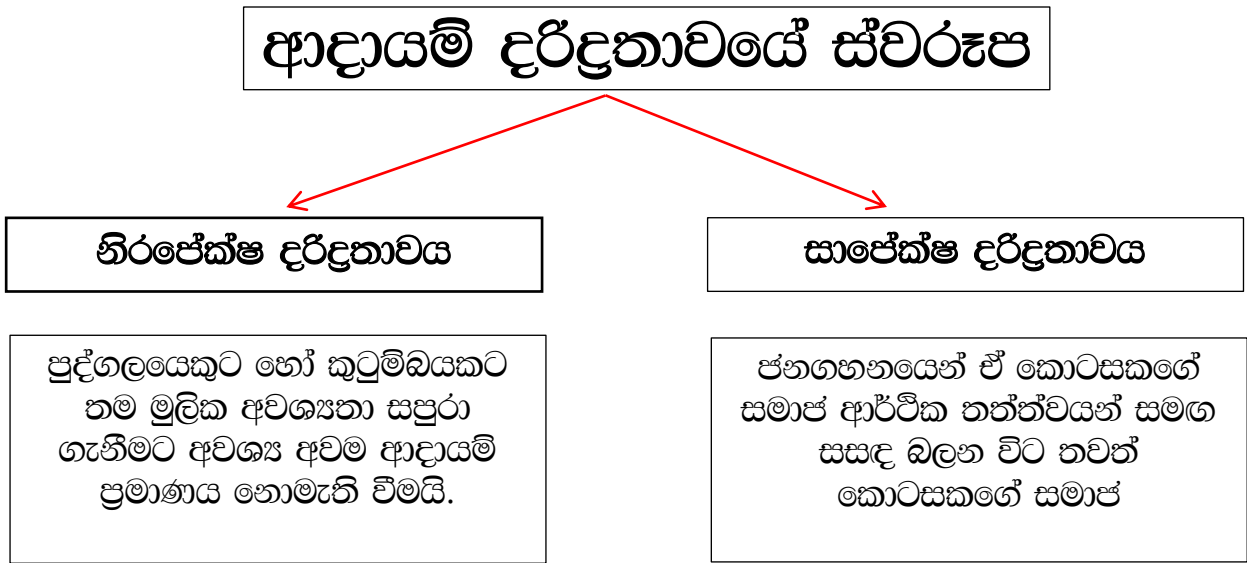 ආදායම් දරිද්‍රතාවයේ ස්වරූප
නිරපේක්ෂ දරිද්‍රතාවය
සාපේක්ෂ දරිද්‍රතාවය
පුද්ගලයෙකුට හෝ කුටුම්බයකට
තම මුලික අවශ්‍යතා සපුරා
ගැනීමට අවශ්‍ය අවම ආදායම්
ප්‍රමාණය නොමැති වීමයි.
ජනගහනයෙන් ඒ කොටසකගේ
සමාජ ආර්ථික තත්ත්වයන් සමඟ
සසඳ බලන විට තවත්
කොටසකගේ සමාජ